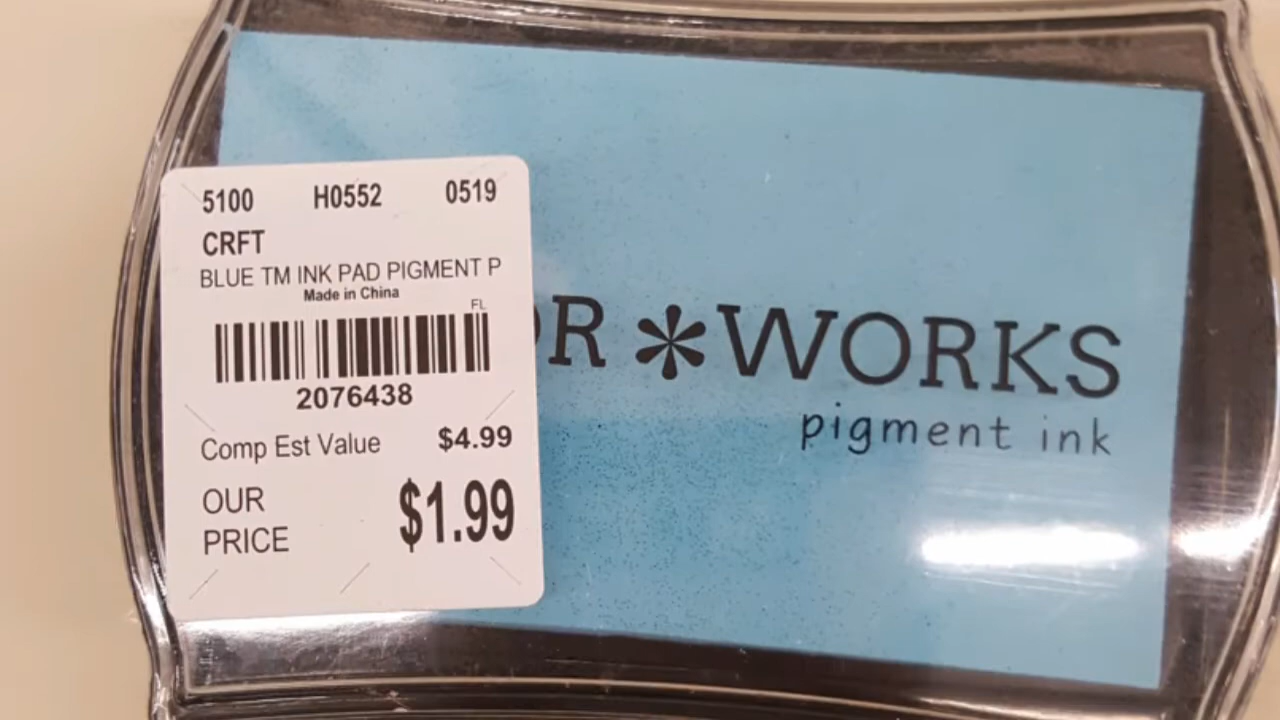 5100 H0552 0519
CRFT
BLUE TM INK PAD PIGMENT P
Made in China
FL
2076438
Comp Est Value $4.99
OUR
PRICE $1.99
OR * WORKS
pigment ink